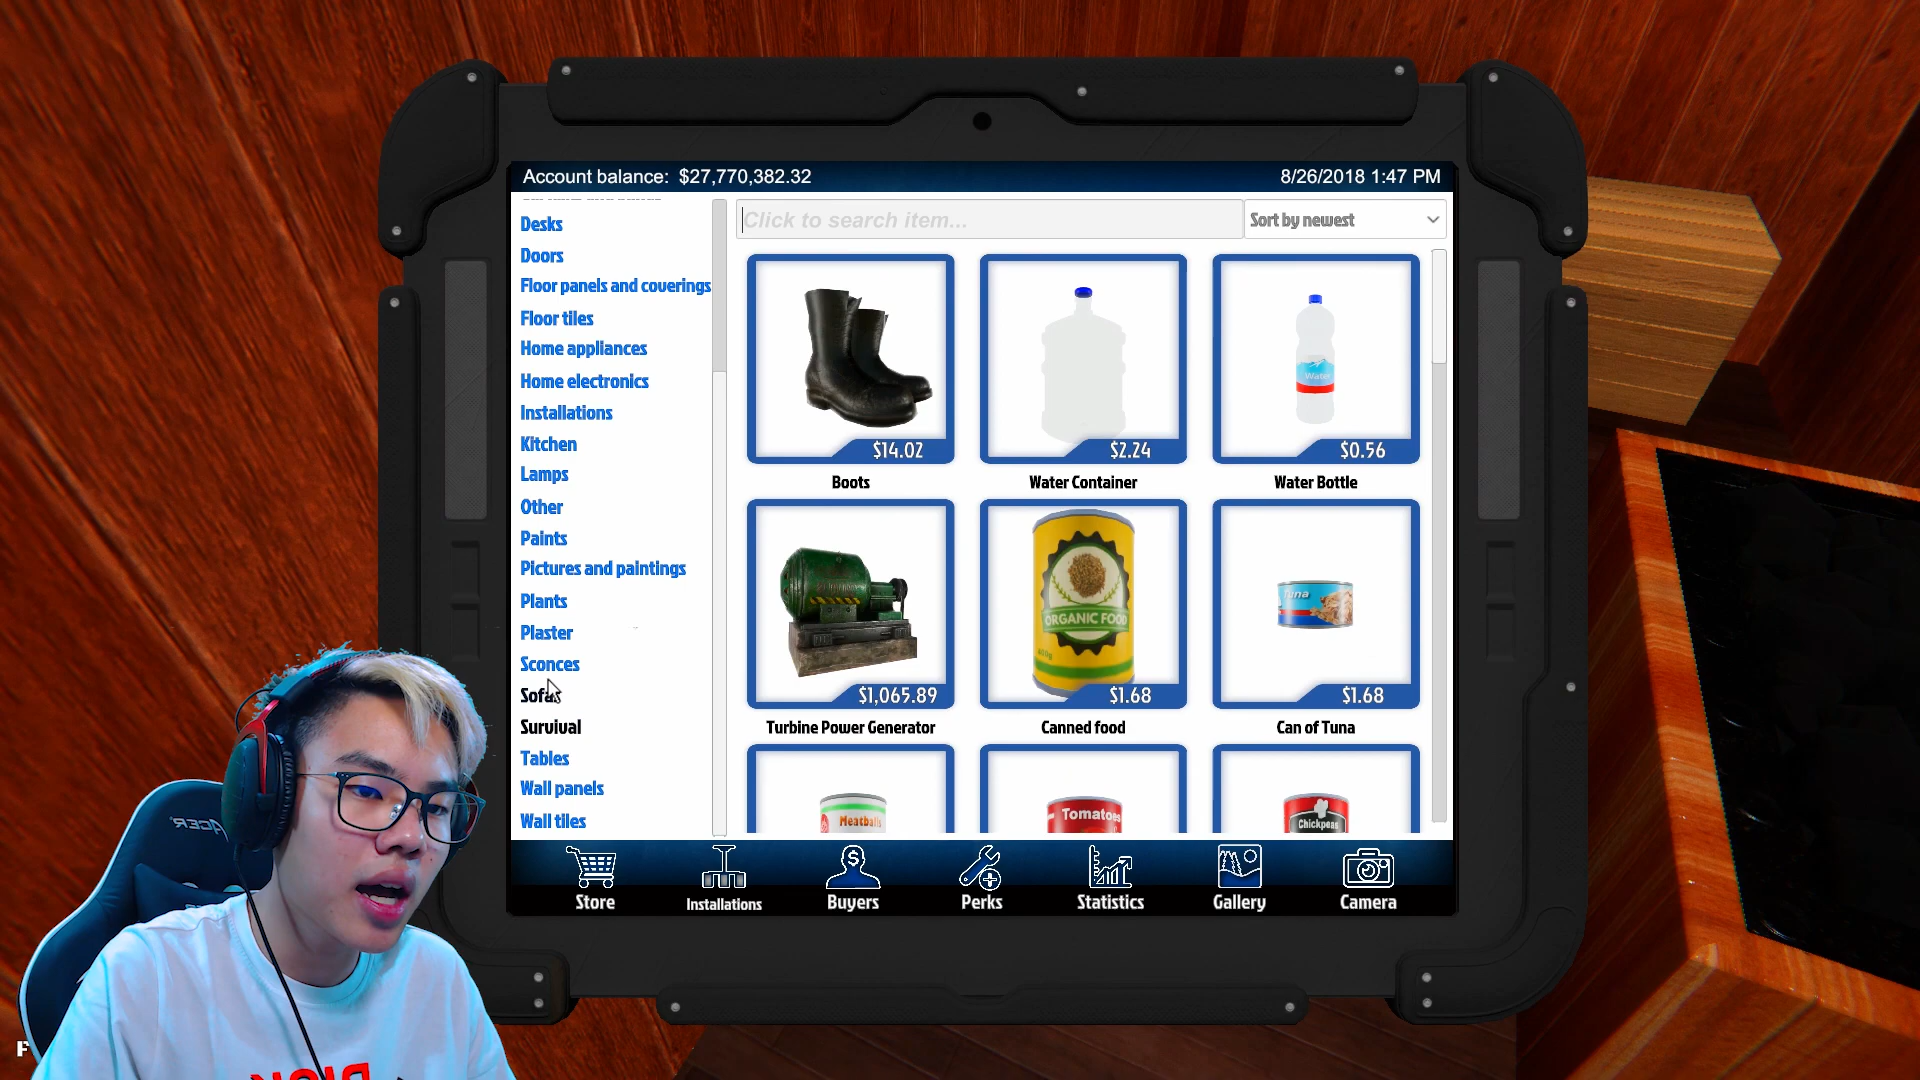 Account balance: $27,770,382.32
8/26/2018 1:47 PM
Desks
Doors
Floor panels and coverings
Floor tiles
Home appliances
Home electronics
Installations
Kitchen
Lamps
Other
Paints
Pictures and paintings
Plants
Plaster
Sconces
Sofas
Survival
Tables
Wall panels
Wall tiles
Click to search item...
Sort by newest
$14.02
$2.24
Water
$0.56
Boots
Water Container
Water Bottle
ORGANIC FOOD
Tuna
$1,065.89
$1.68
$1.68
Turbine Power Generator
Canned food
Can of Tuna
Meatballs
Tomatoes
Chickpeas
Store
Installations
Buyers
Perks
Statistics
Gallery
Camera
ACER
F